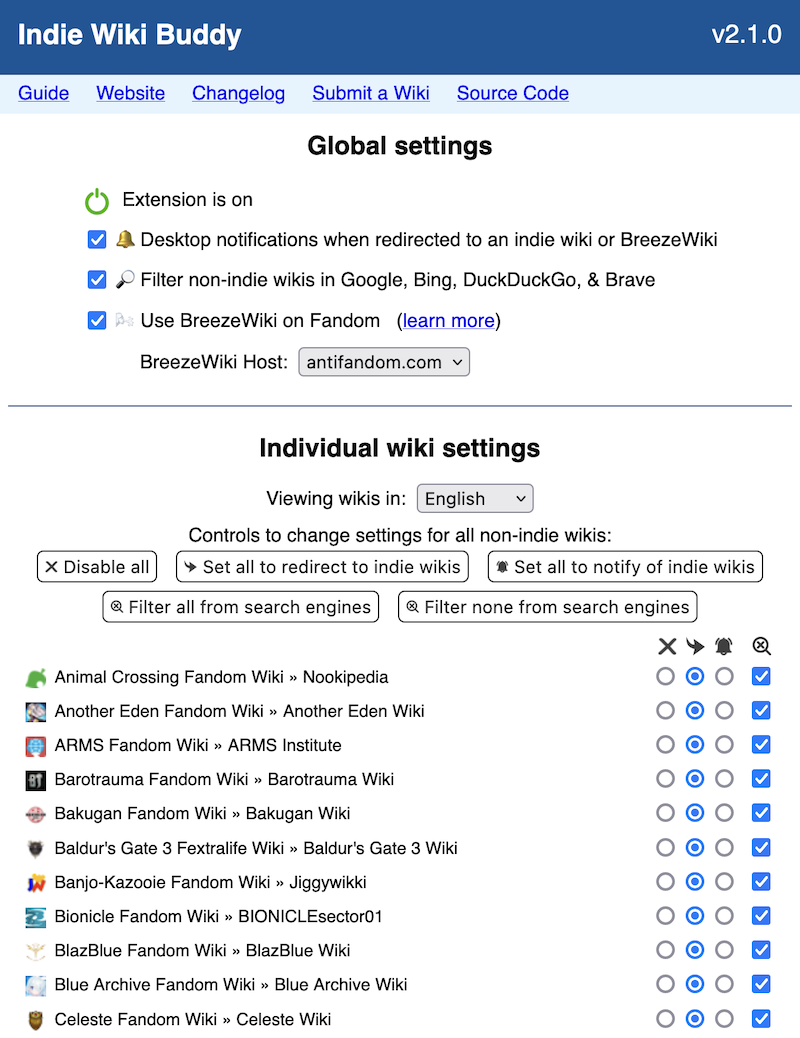 Indie Wiki Buddy v2.1.0
Guide Website Changelog Submit a Wiki Source Code
Global settings
Extension is on
Desktop notifications when redirected to an indie wiki or BreezeWiki
Filter non-indie wikis in Google, Bing, DuckDuckGo, & Brave
Use BreezeWiki on Fandom (learn more)
BreezeWiki Host: antifandom.com
Individual wiki settings
Viewing wikis in: English
Controls to change settings for all non-indie wikis:
Disable all Set all to redirect to indie wikis Set all to notify of indie wikis
Filter all from search engines Filter none from search engines
Animal Crossing Fandom Wiki » Nookipedia
Another Eden Fandom Wiki » Another Eden Wiki
ARMS Fandom Wiki » ARMS Institute
Barotrauma Fandom Wiki » Barotrauma Wiki
Bakugan Fandom Wiki » Bakugan Wiki
Baldur's Gate 3 Fextralife Wiki » Baldur's Gate 3 Wiki
Banjo-Kazooie Fandom Wiki » Jiggywikki
Bionicle Fandom Wiki » BIONICLEsector01
BlazBlue Fandom Wiki » BlazBlue Wiki
Blue Archive Fandom Wiki » Blue Archive Wiki
Celeste Fandom Wiki » Celeste Wiki